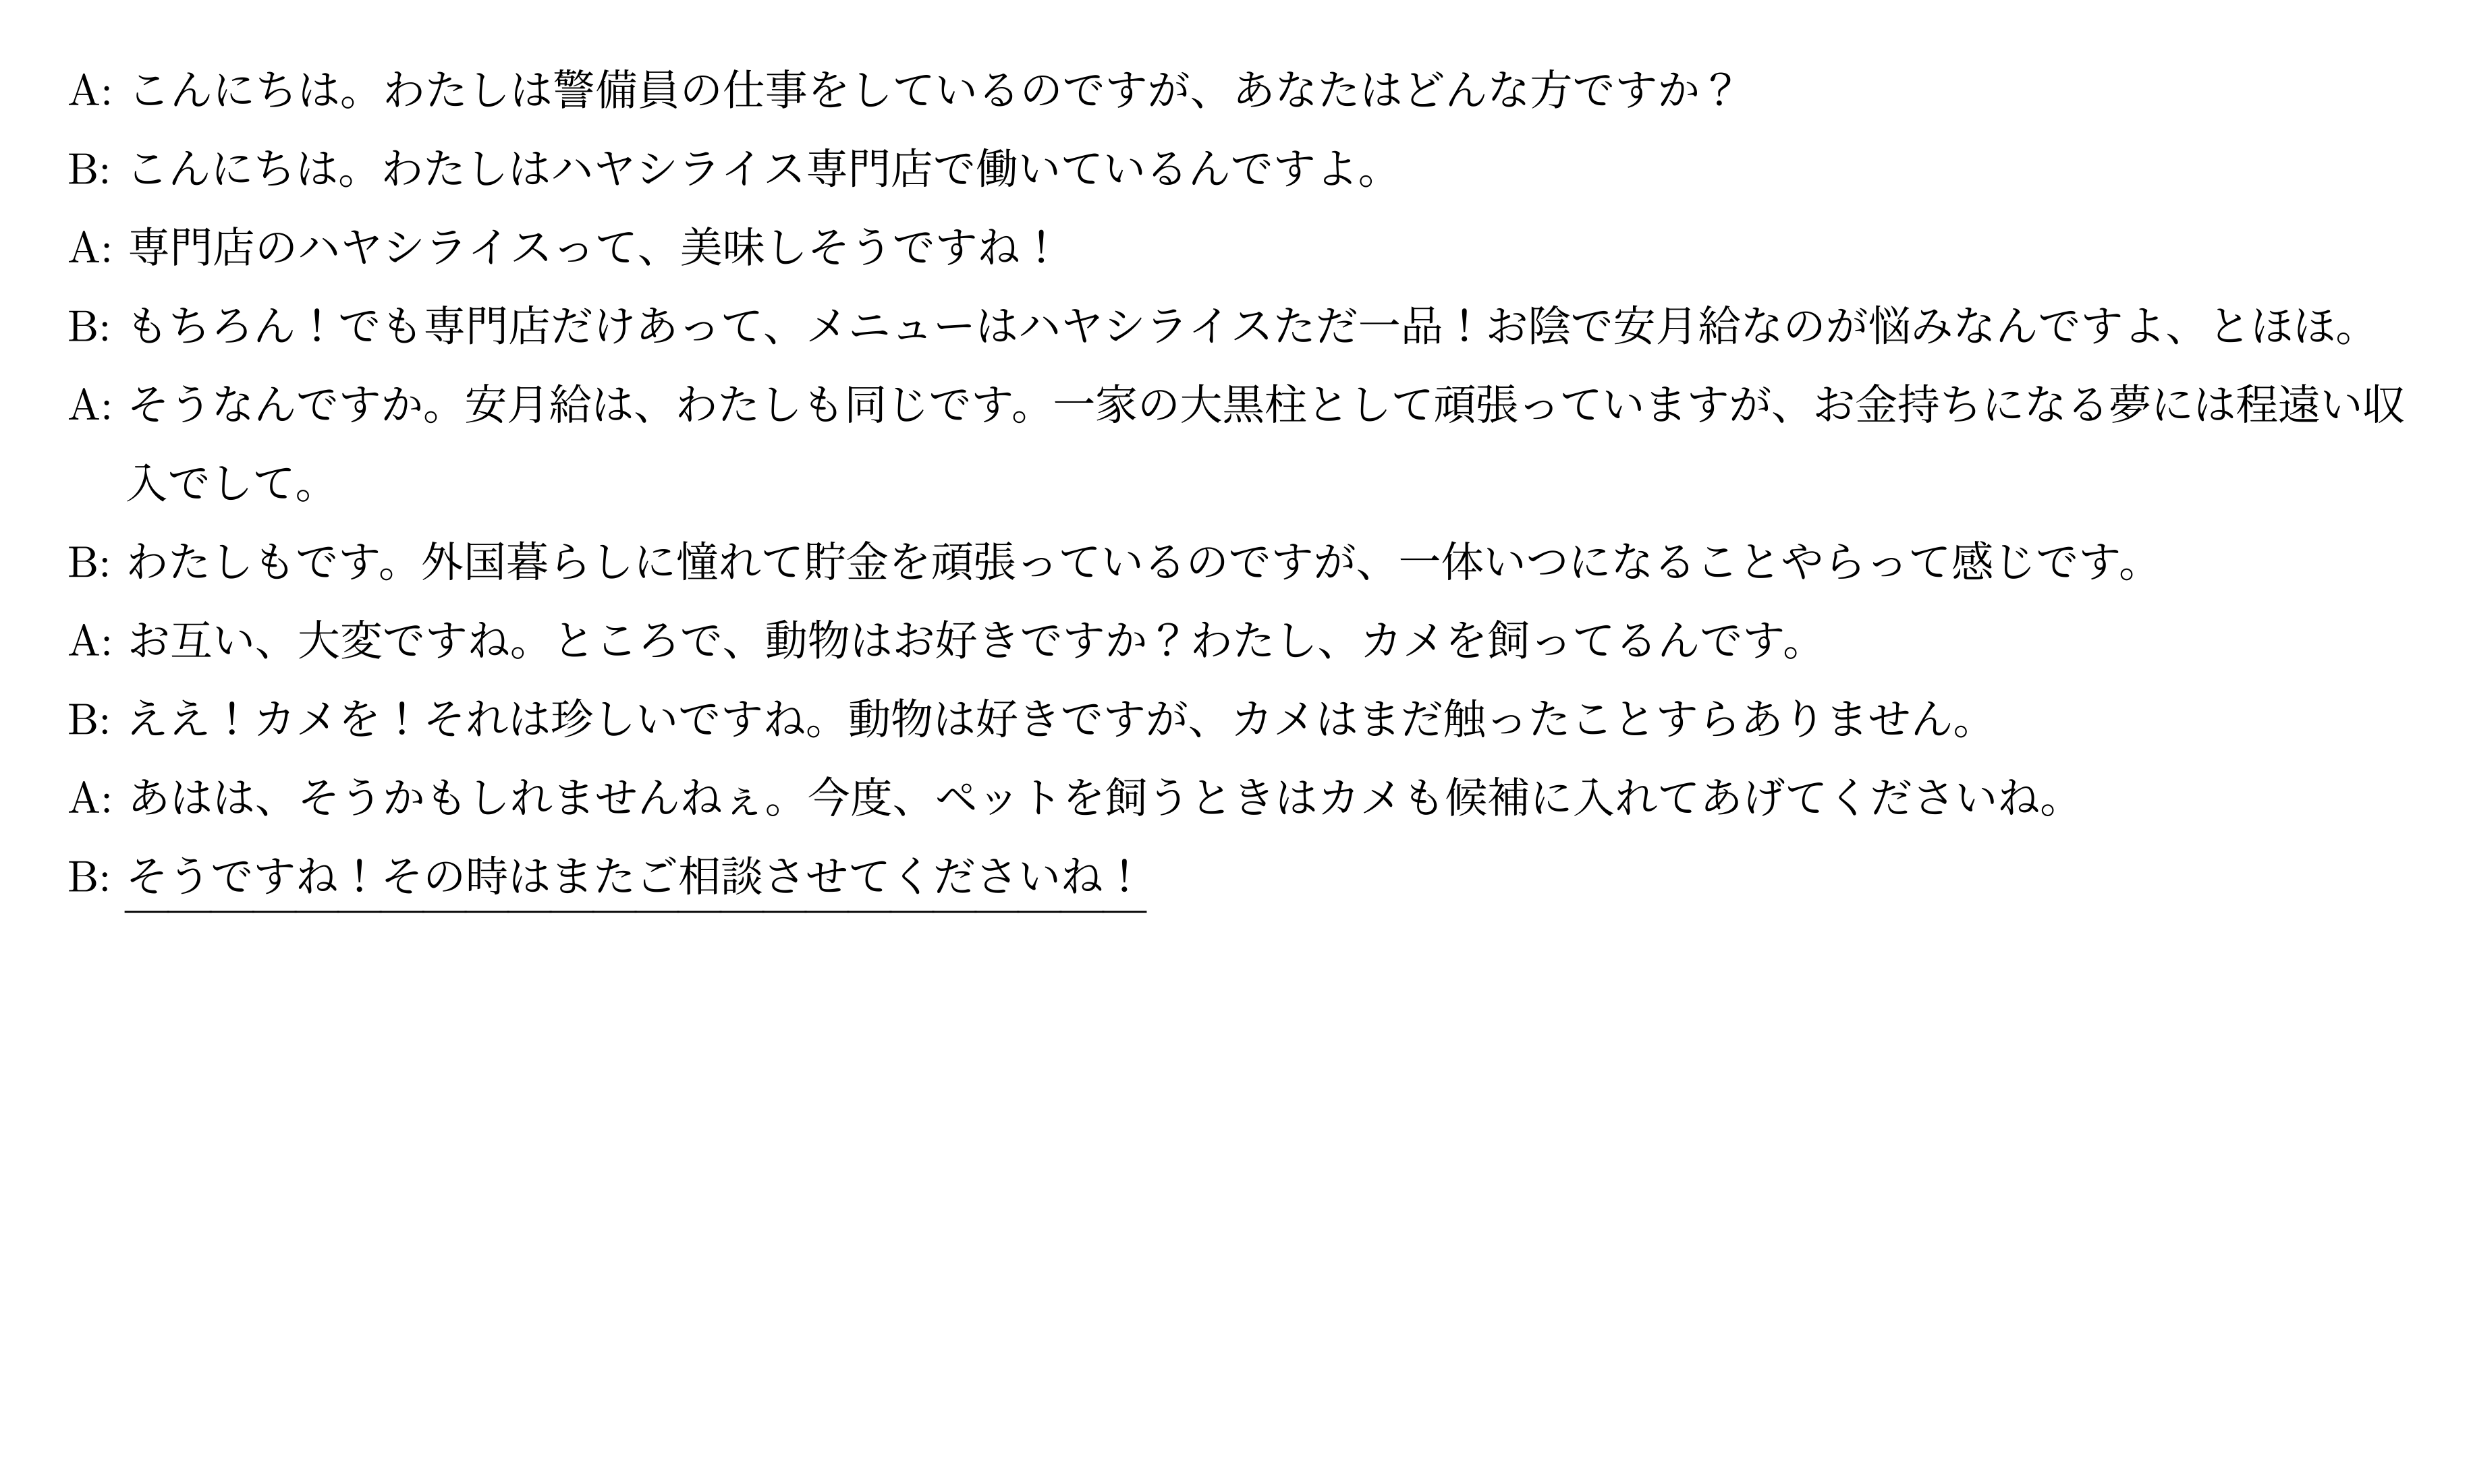 A: こんにちは。わたしは警備員の仕事をしているのですが、あなたはどんな方ですか？
B: こんにちは。わたしはハヤシライス専門店で働いているんですよ。
A: 専門店のハヤシライスって、美味しそうですね！
B: もちろん！でも専門店だけあって、メニューはハヤシライスただ一品！お陰で安月給なのが悩みなんですよ、とほほ。
A: そうなんですか。安月給は、わたしも同じです。一家の大黒柱として頑張っていますが、お金持ちになる夢には程遠い収
入でして。
B: わたしもです。外国暮らしに憧れて貯金を頑張っているのですが、一体いつになることやらって感じです。
A: お互い、大変ですね。ところで、動物はお好きですか？わたし、カメを飼ってるんです。
B: ええ！カメを！それは珍しいですね。動物は好きですが、カメはまだ触ったことすらありません。
A: あはは、そうかもしれませんねぇ。今度、ペットを飼うときはカメも候補に入れてあげてくださいね。
B: そうですね！その時はまたご相談させてくださいね！